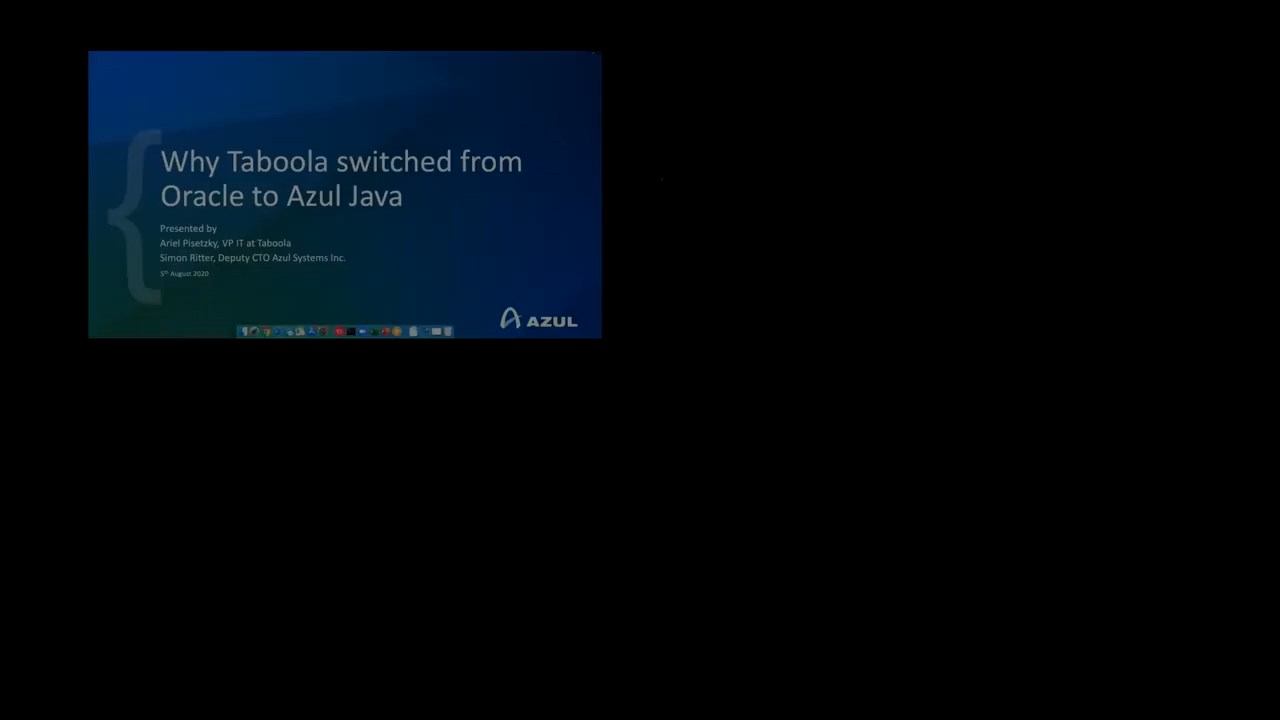 Why Taboola switched from
Oracle to Azul Java
Presented by
Ariel Pisetzky, VP IT at Taboola
Simon Ritter, Deputy CTO Azul Systems Inc.
5th August 2020
AZUL